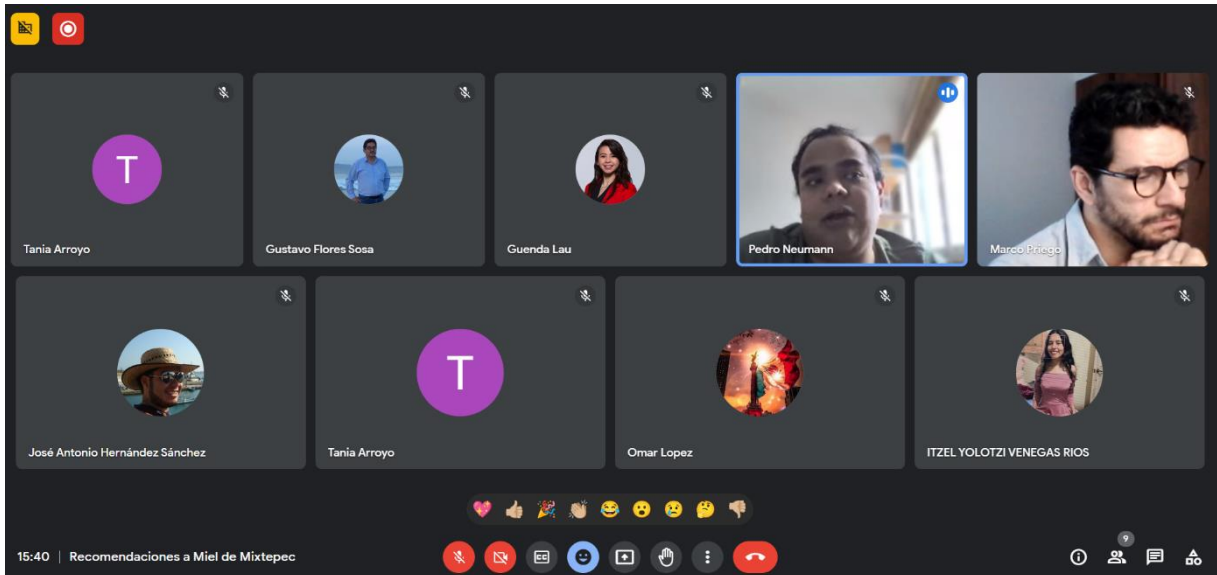 T
Tania Arroyo
Gustavo Flores Sosa
Guenda Lau
Pedro Neumann
Marco Priego
José Antonio Hernández Sánchez
T
Tania Arroyo
Omar Lopez
ITZEL YOLOTZI VENEGAS RIOS
15:40 | Recomendaciones a Miel de Mixtepec
CC
9